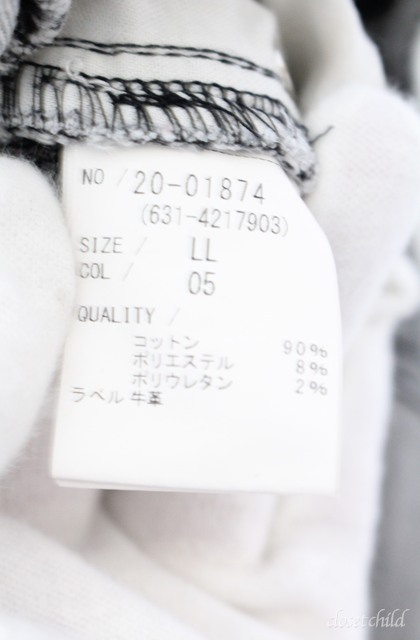 NO / 20-01874
(631-4217903)
SIZE / LL
COL / 05
QUALITY /
コットン 90%
ポリエステル 8%
ポリウレタン 2%
ラベル 牛革
closetchild